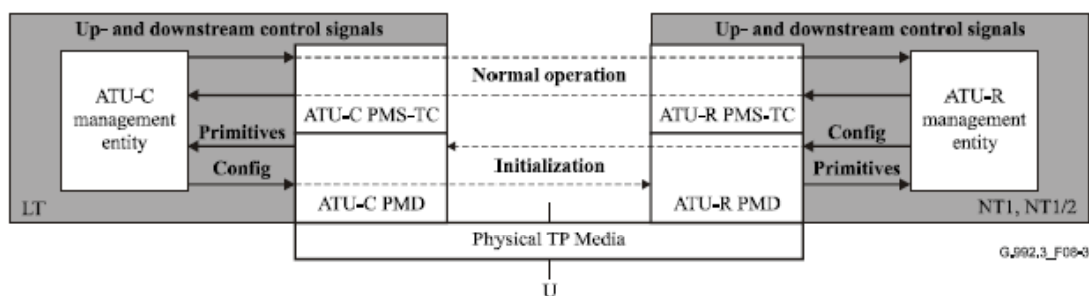 Up- and downstream control signals
Up- and downstream control signals
Normal operation
ATU-C
management
entity
ATU-R
management
entity
ATU-C PMS-TC
ATU-R PMS-TC
Primitives
Config
Config
Initialization
Primitives
ATU-C PMD
ATU-R PMD
LT
NT1, NT1/2
Physical TP Media
G.992.3_F08-3
U